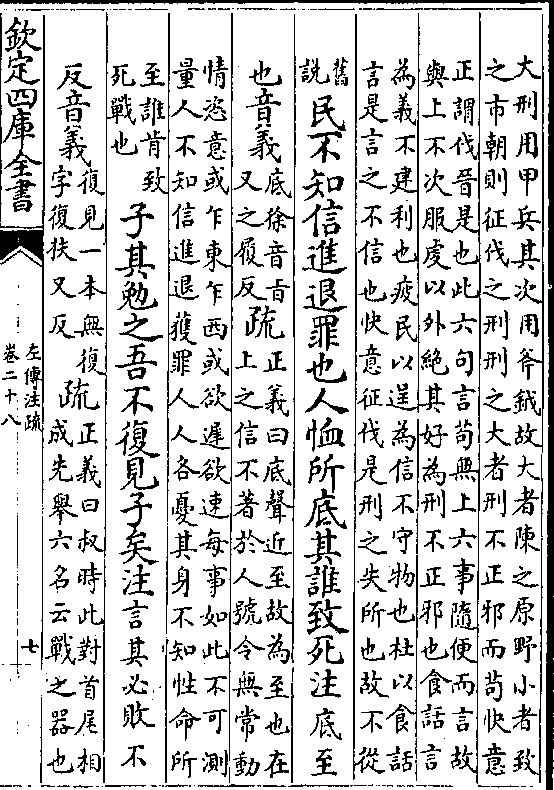 大刑用甲兵其次用斧鉞故大者陳之原野小者致
之市朝則征伐之刑刑之大者刑不正邪而苟快意
正謂伐晉是也此六句言苟無上六事隨便而言故
與上不次服虔以外絶其好為刑不正邪也食話言
為義不建利也疲民以逞為信不守物也杜以食話
言是言之不信也快意征伐是刑之失所也故不從
舊
說
民不知信進退罪也人恤所底其誰致死注底至
也音義
底徐音旨
又之履反
疏
正義曰底聲近至故為至也在
上之信不著於人號令無常動
情恣意或乍東乍西或欲遲欲速每事如此不可測
量人不知信進退獲罪人人各憂其身不知性命所
至誰肯致
死戰也
子其勉之吾不復見子矣注言其必敗不
反音義
復見一本無復
字復扶又反
疏
正義曰叔時此對首尾相
成先舉六名云戰之器也
欽定四庫全書
左傳注疏
卷二十八
七